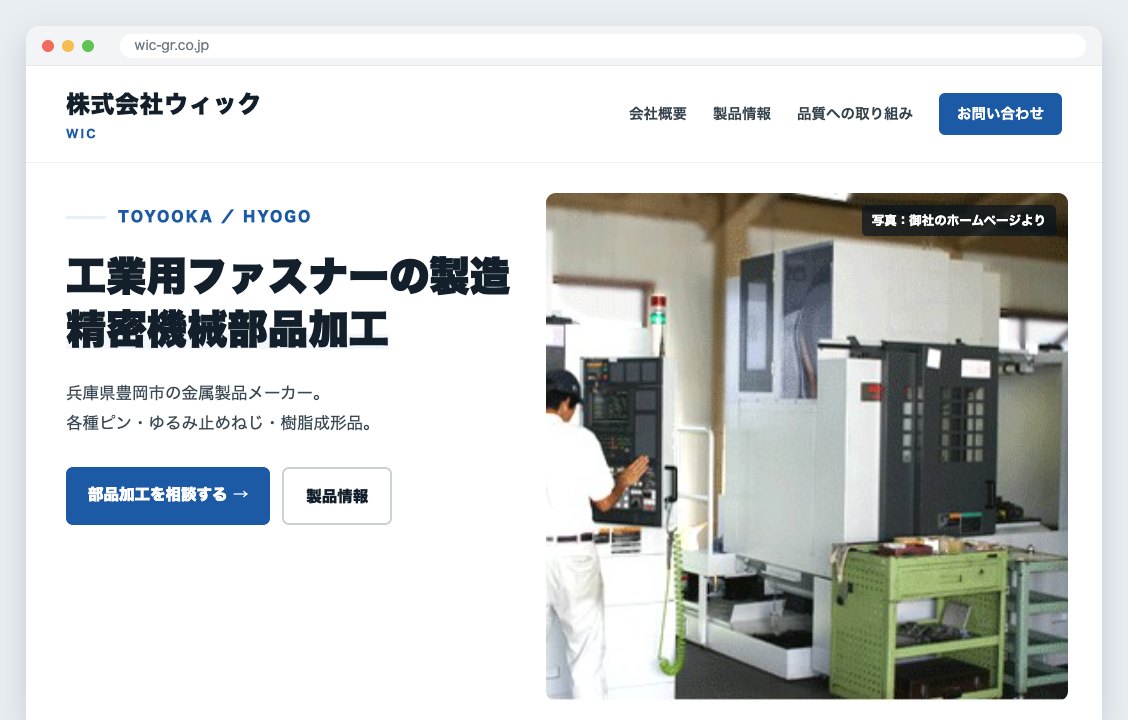 wic-gr.co.jp
株式会社ウィック
WIC
会社概要
製品情報
品質への取り組み
お問い合わせ
TOYOOKA / HYOGO
写真：御社のホームページより
工業用ファスナーの製造
精密機械部品加工
兵庫県豊岡市の金属製品メーカー。
各種ピン・ゆるみ止めねじ・樹脂成形品。
部品加工を相談する →
製品情報